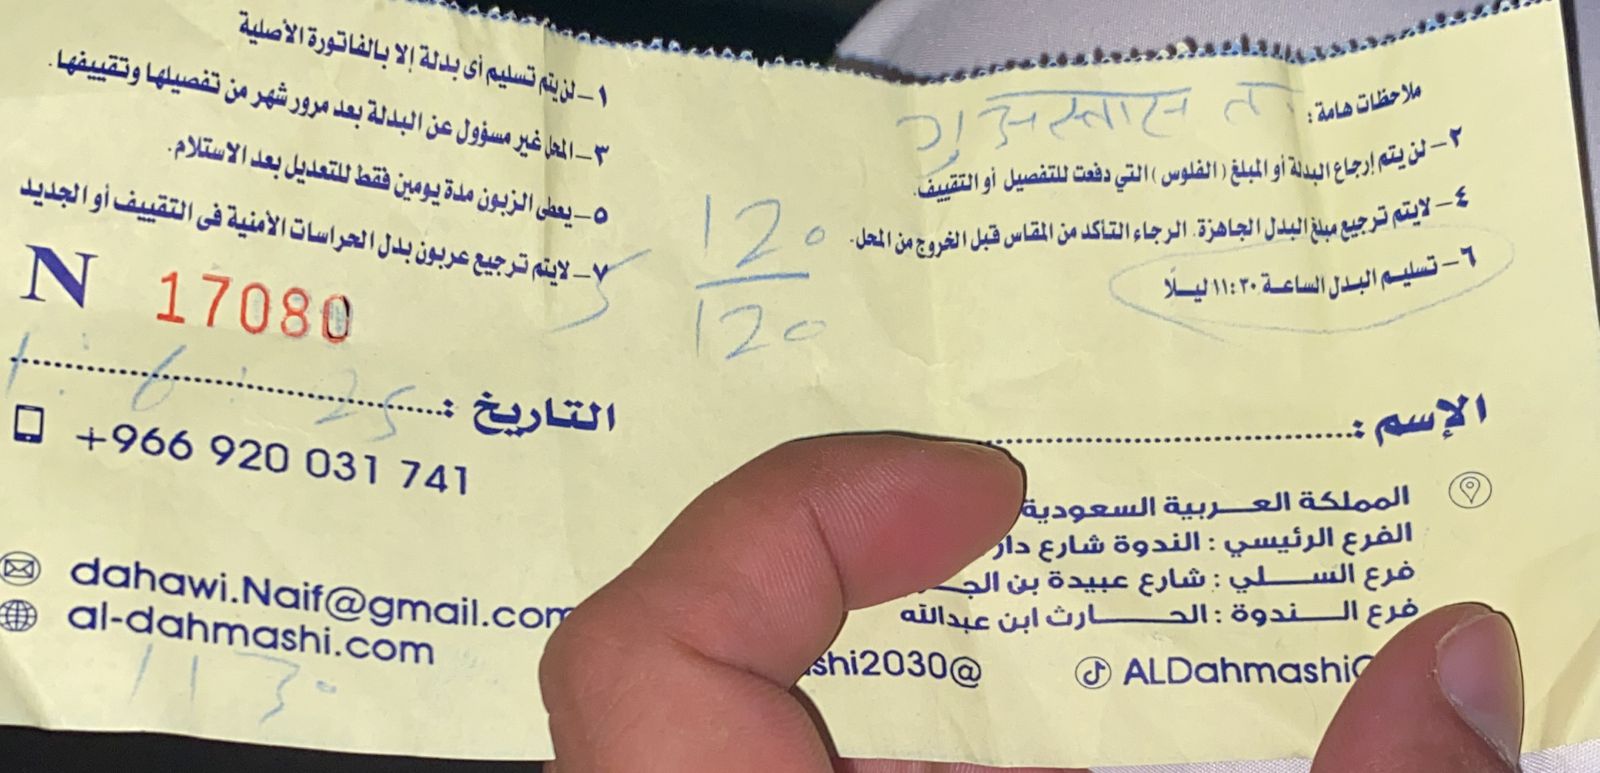 ملاحظات هامة :
١- لن يتم تسليم أى بدلة إلا بالفاتورة الأصلية
٢- لن يتم إرجاع البدلة أو المبلغ ( الفلوس ) التي دفعت للتفصيل أو التقييف.
٣- المحل غير مسؤول عن البدلة بعد مرور شهر من تفصيلها وتقييفها.
٤- لايتم ترجيع مبلغ البدل الجاهزة. الرجاء التأكد من المقاس قبل الخروج من المحل.
٥- يعطى الزبون مدة يومين فقط للتعديل بعد الاستلام.
٦- تسليم البدل الساعة ١١:٣٠ ليلًا
٧- لايتم ترجيع عربون بدل الحراسات الأمنية فى التقييف أو الجديد
120
120
N 17080
الإسم :
التاريخ : 1 : 6 : 25
+966 920 031 741
المملكة العربية السعودية
الفرع الرئيسي : الندوة شارع دار
فرع السلي : شارع عبيدة بن
فرع الندوة : الحارث ابن عبدالله
dahawi.Naif@gmail.com
al-dahmashi.com
shi2030@
ALDahmashi
1130